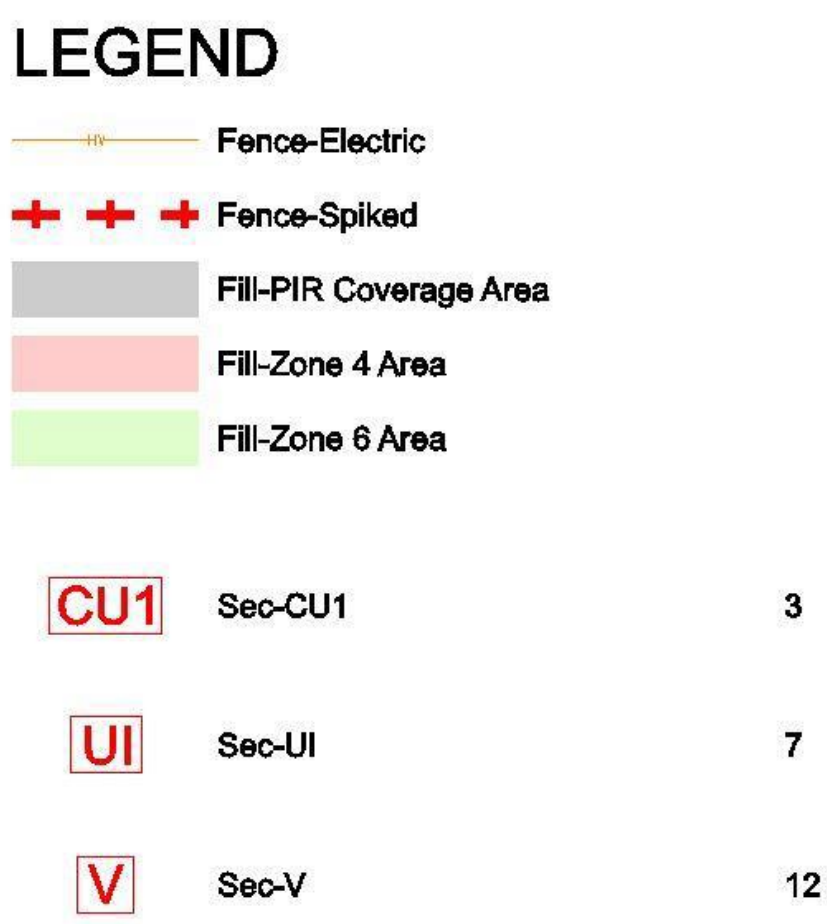 LEGEND
HV Fence-Electric
Fence-Spiked
Fill-PIR Coverage Area
Fill-Zone 4 Area
Fill-Zone 6 Area
CU1 Sec-CU1 3
UI Sec-UI 7
V Sec-V 12